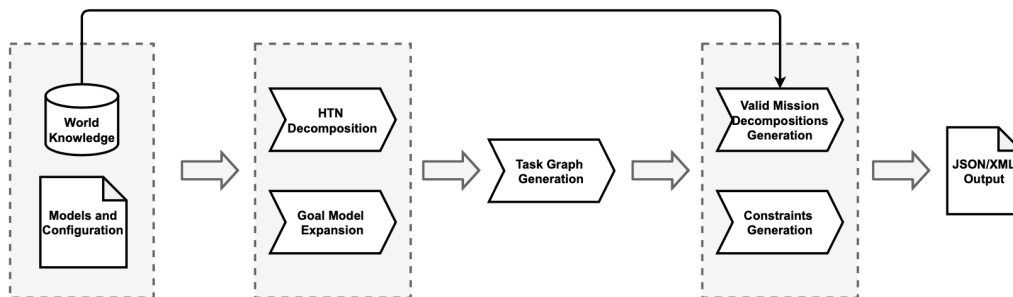 World
Knowledge
Models and
Configuration
HTN
Decomposition
Goal Model
Expansion
Task Graph
Generation
Valid Mission
Decompositions
Generation
Constraints
Generation
JSON/XML
Output